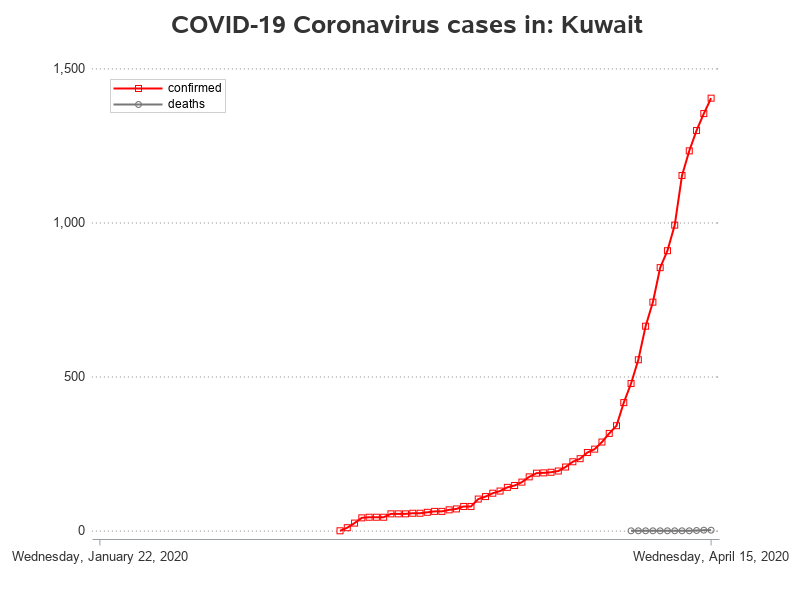 COVID-19 Coronavirus cases in: Kuwait
1,500
confirmed
deaths
1,000
500
0
Wednesday, January 22, 2020 Wednesday, April 15, 2020